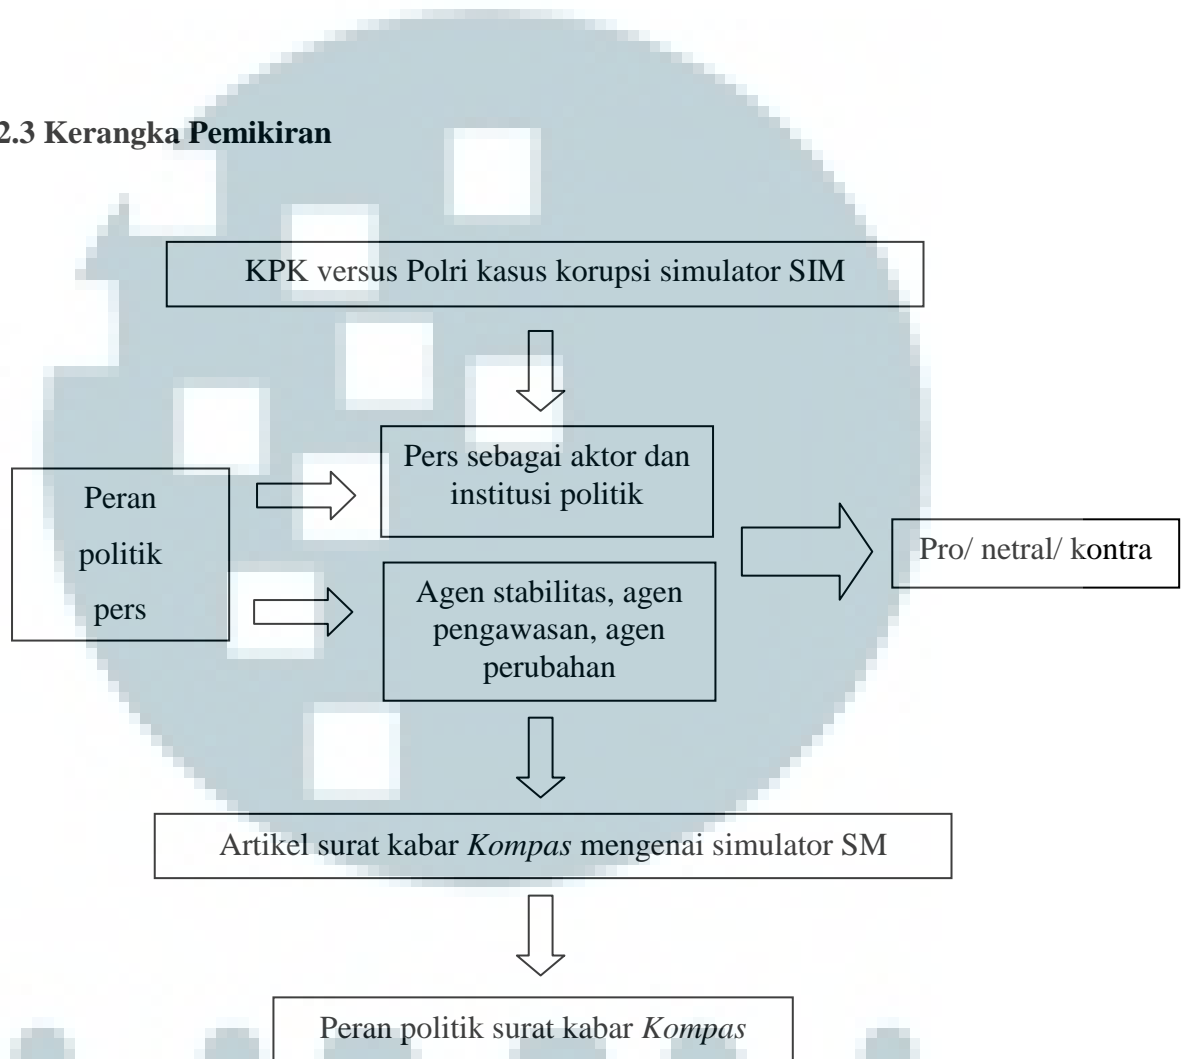 2.3 Kerangka Pemikiran
KPK versus Polri kasus korupsi simulator SIM
Pers sebagai aktor dan
institusi politik
Peran
politik
pers
Pro/ netral/ kontra
Agen stabilitas, agen
pengawasan, agen
perubahan
Artikel surat kabar Kompas mengenai simulator SM
Peran politik surat kabar Kompas